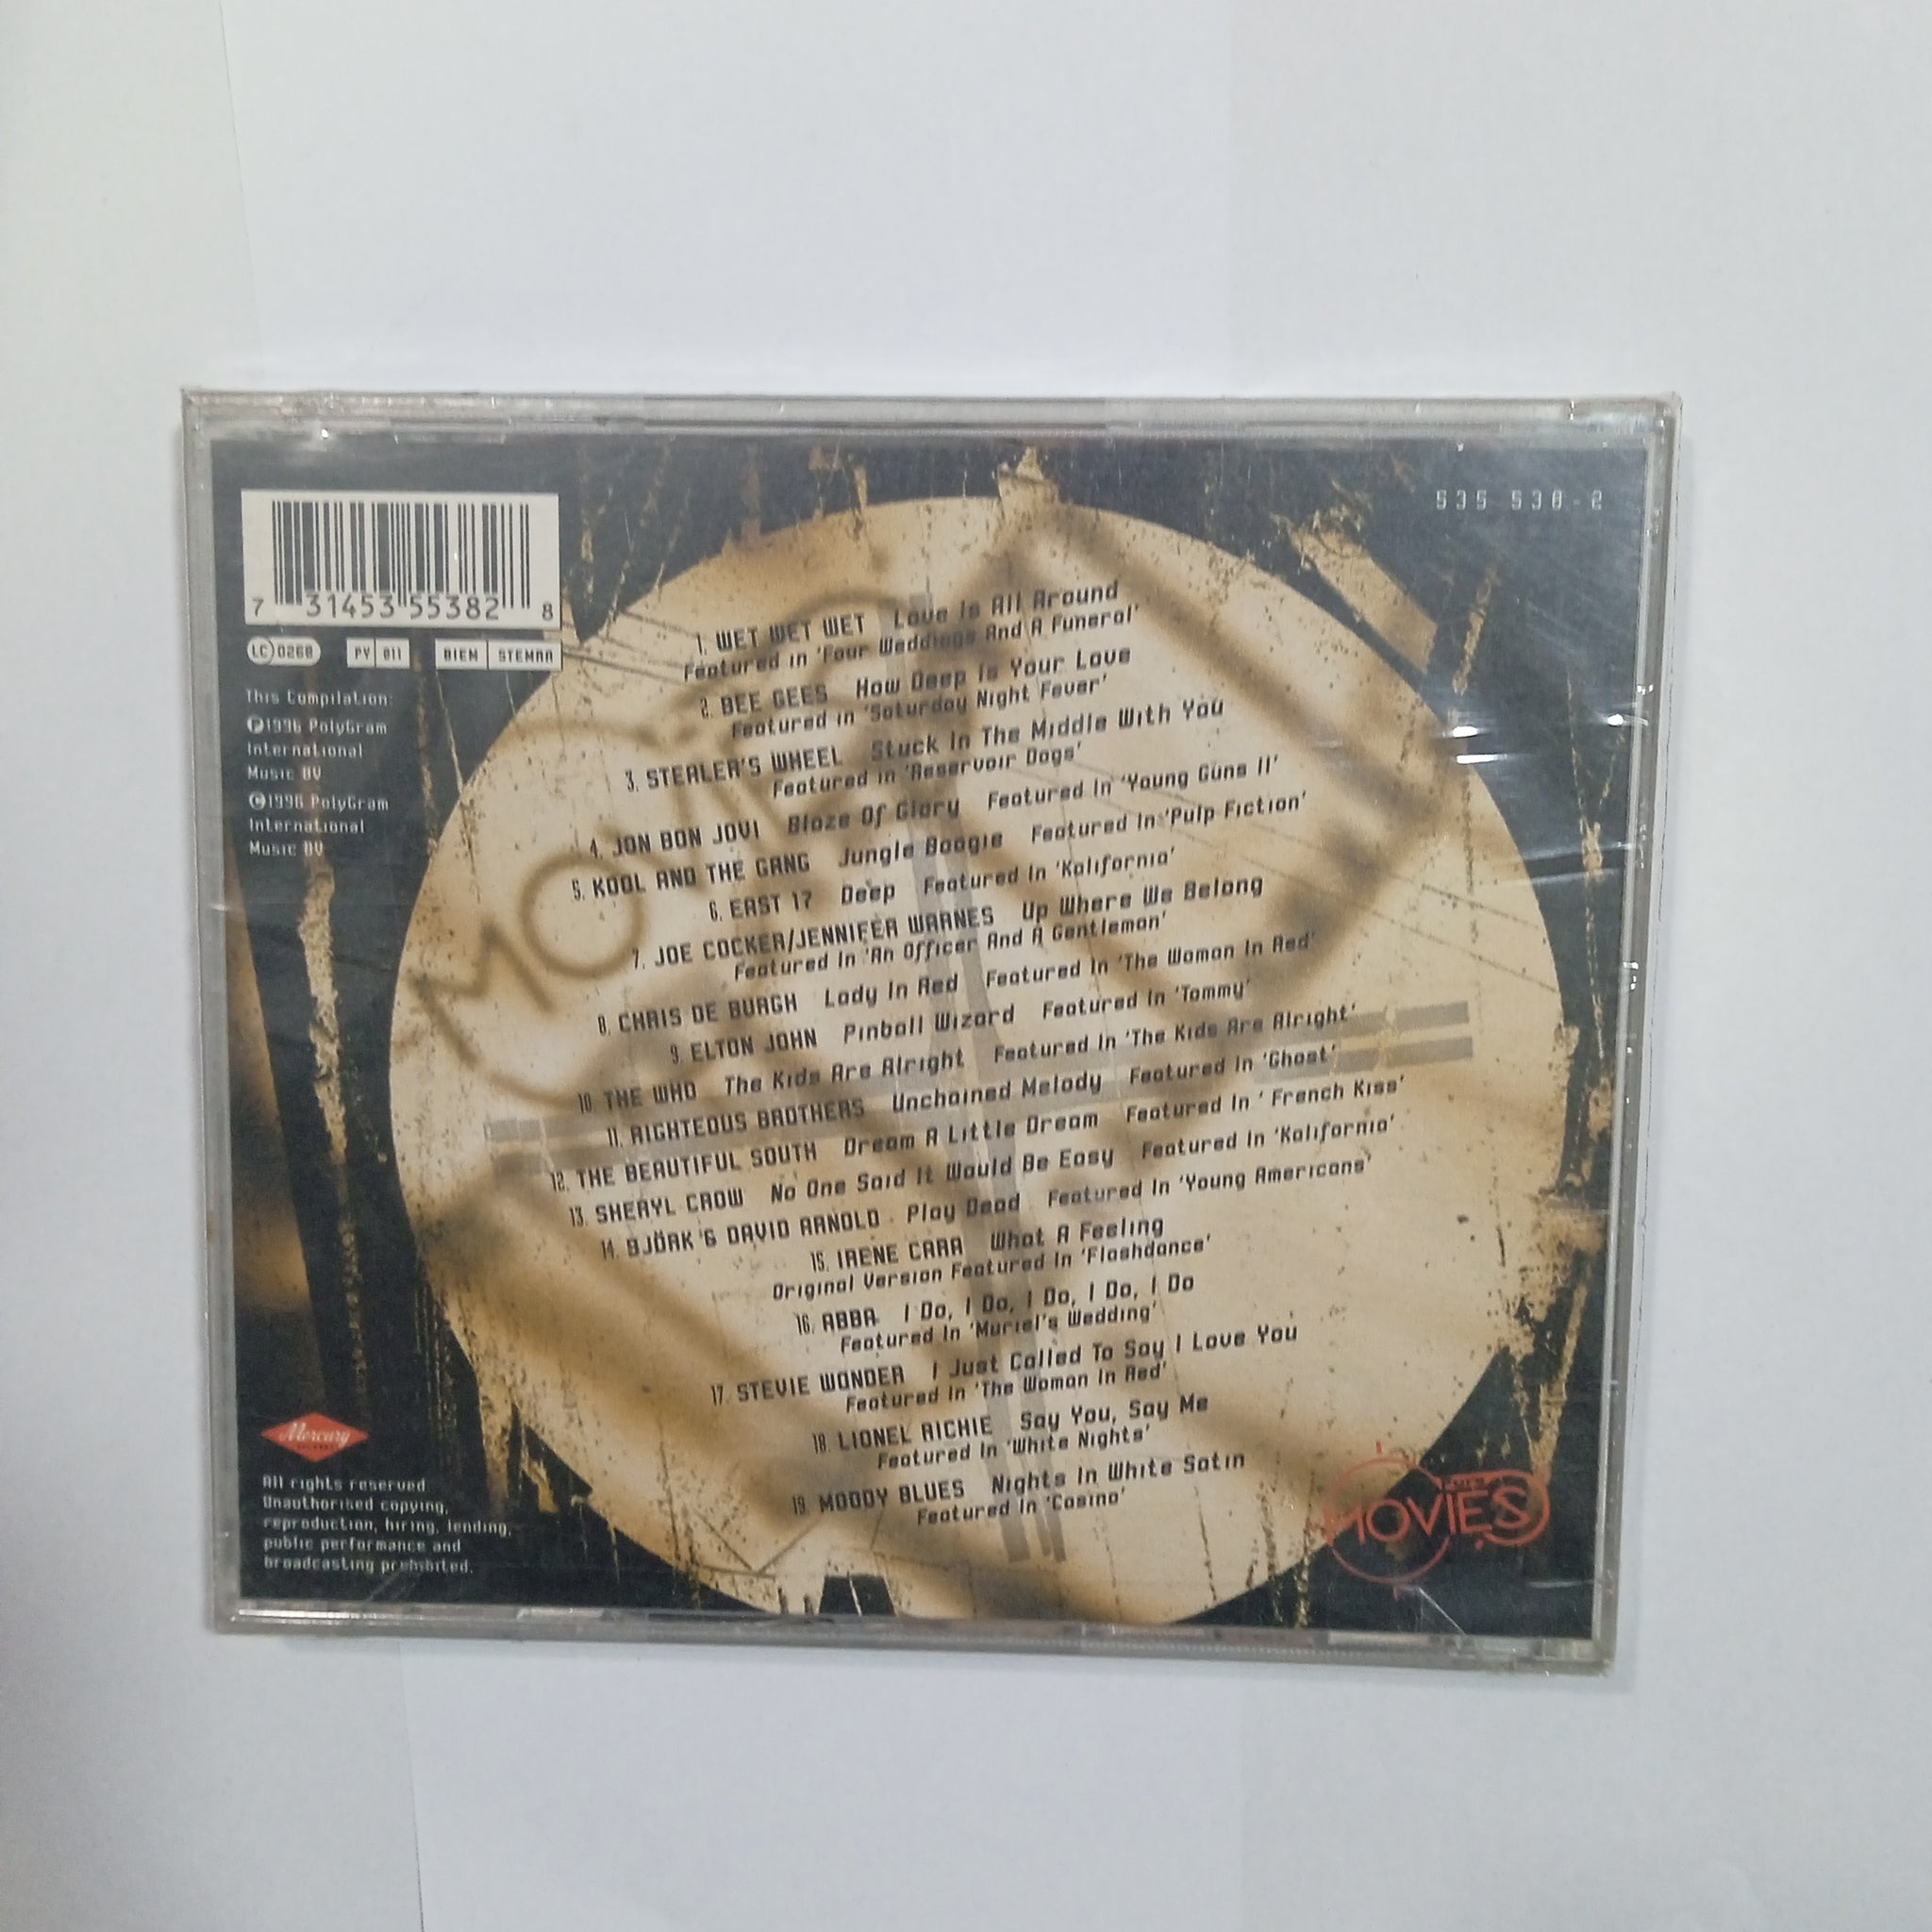 535 538-2
7 31453 55382 8
LC 0268 PY 811 BIEM STEMRA
This Compilation:
℗1996 PolyGram
International
Music BV
©1996 PolyGram
International
Music BV
MOVIES
1. WET WET WET Love Is All Around
Featured in 'Four Weddings And A Funeral'
2. BEE GEES How Deep Is Your Love
Featured in 'Saturday Night Fever'
3. STEALER'S WHEEL Stuck In The Middle With You
Featured in 'Reservoir Dogs'
4. JON BON JOVI Blaze Of Glory Featured In 'Young Guns II'
5. KOOL AND THE GANG Jungle Boogie Featured In 'Pulp Fiction'
6. EAST 17 Deep Featured In 'Kalifornia'
7. JOE COCKER/JENNIFER WARNES Up Where We Belong
Featured In 'An Officer And A Gentleman'
8. CHRIS DE BURGH Lady In Red Featured In 'The Woman In Red'
9. ELTON JOHN Pinball Wizard Featured In 'Tommy'
10. THE WHO The Kids Are Alright Featured In 'The Kids Are Alright'
11. RIGHTEOUS BROTHERS Unchained Melody Featured In 'Ghost'
12. THE BEAUTIFUL SOUTH Dream A Little Dream Featured In ' French Kiss'
13. SHERYL CROW No One Said It Would Be Easy Featured In 'Kalifornia'
14. BJÖRK & DAVID ARNOLD Play Dead Featured In 'Young Americans'
15. IRENE CARA What A Feeling
Original Version Featured In 'Flashdance'
16. ABBA I Do, I Do, I Do, I Do, I Do
Featured In 'Muriel's Wedding'
17. STEVIE WONDER I Just Called To Say I Love You
Featured In 'The Woman In Red'
18. LIONEL RICHIE Say You, Say Me
Featured In 'White Nights'
19. MOODY BLUES Nights In White Satin
Featured In 'Casino'
Mercury
All rights reserved
Unauthorised copying,
reproduction, hiring, lending,
public performance and
broadcasting prohibited.
MOVIES